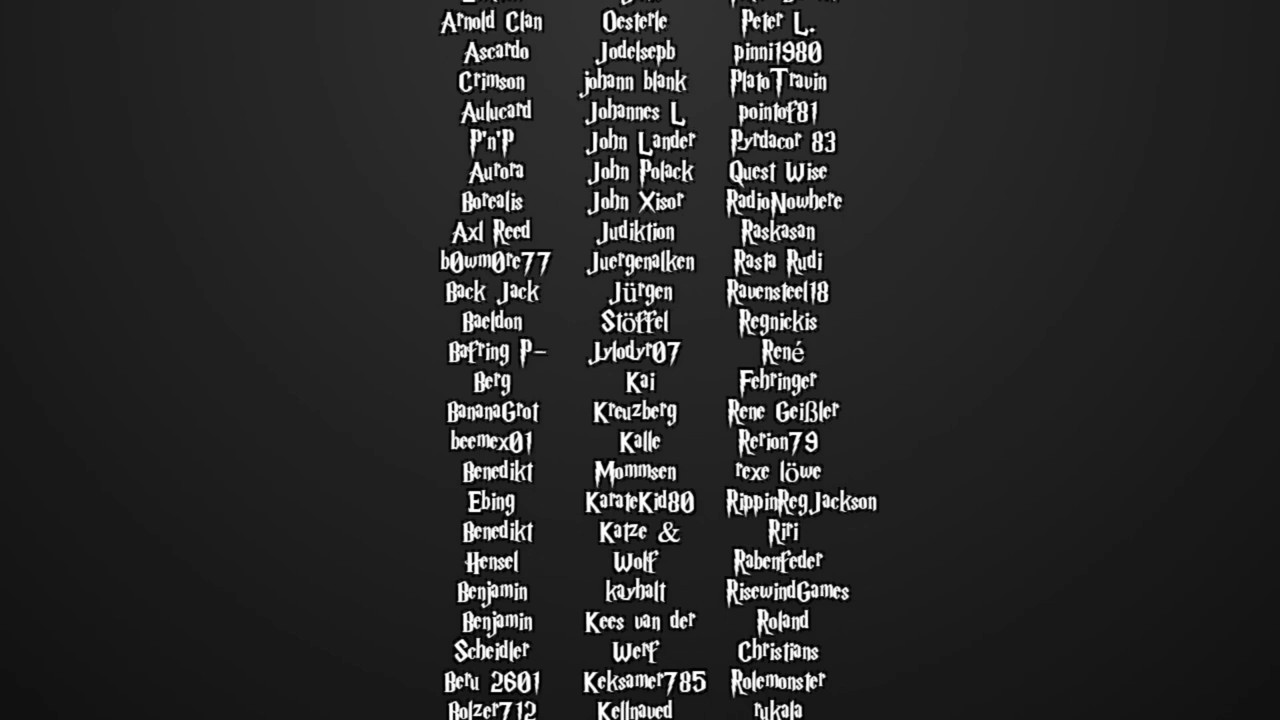 Arnold Clan
Ascardo
Crimson
Aulucard
P'n'P
Aurora
Borealis
Axl Reed
b0wm0re77
Back Jack
Baeldon
Bafring P-
Berg
BananaGrot
beemex01
Benedikt
Ebing
Benedikt
Hensel
Benjamin
Benjamin
Scheidler
Beru 2601
Bolzer712
Oesterle
Jodelsepb
johann blank
Johannes L
John Lander
John Polack
John Xisor
Judiktion
Juergenalken
Jürgen
Stöffel
Jylodyr07
Kai
Kreuzberg
Kalle
Mommsen
KarateKid80
Katze &
Wolf
kayhalt
Kees van der
Werf
Keksamer785
Kellnaved
Peter L.
pinni1980
PlatoTravin
pointof81
Pyrdacor 83
Quest Wise
RadioNowhere
Raskasan
Rasta Rudi
Ravensteel18
Regnickis
René
Fehringer
Rene Geißler
Rerion79
rexe löwe
RippinRegJackson
Riri
Rabenfeder
RisewindGames
Roland
Christians
Rolemonster
rukala